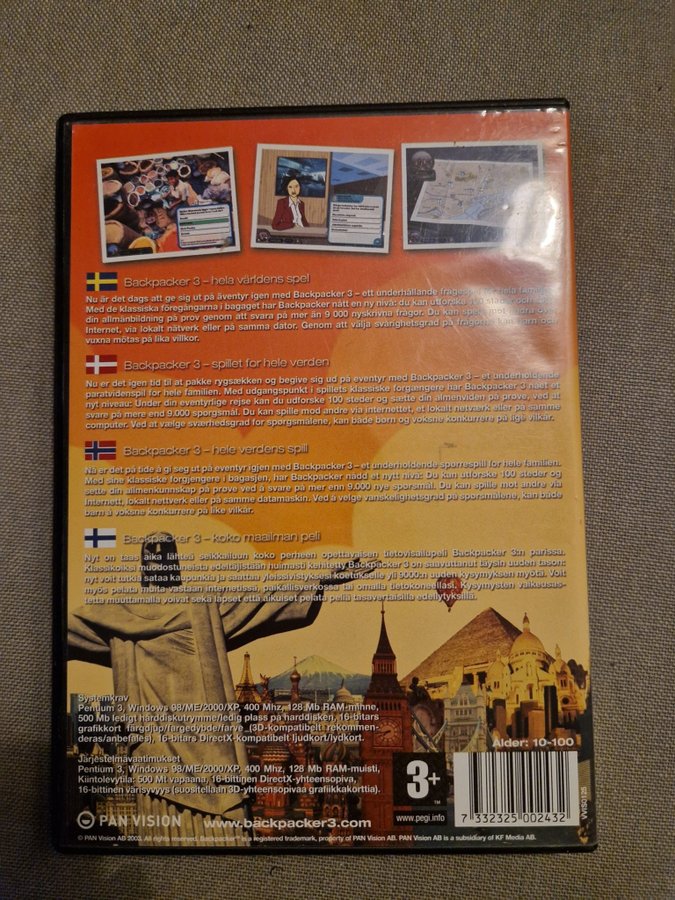 Backpacker 3 – hela världens spel
Nu är det dags att ge sig ut på äventyr igen med Backpacker 3 – ett underhållande frågespel för hela familjen.
Med de klassiska föregångarna i bagaget har Backpacker nått en ny nivå: du kan utforska 100 städer och sätta
din allmänbildning på prov genom att svara på mer än 9 000 nyskrivna frågor. Du kan spela mot andra över
Internet, via lokalt nätverk eller på samma dator. Genom att välja svårighetsgrad på frågorna kan barn och
vuxna mötas på lika villkor.
Backpacker 3 – spillet for hele verden
Nu er det igen tid til at pakke rygsækken og begive sig ud på eventyr med Backpacker 3 – et underholdende
paratvidenspil for hele familien. Med udgangspunkt i spillets klassiske forgængere har Backpacker 3 nået et
nyt niveau: Under din eventyrlige rejse kan du udforske 100 steder og sætte din almenviden på prøve, ved at
svare på mere end 9.000 spørgsmål. Du kan spille mod andre via internettet, et lokalt netværk eller på samme
computer. Ved at vælge sværhedsgrad for spørgsmålene, kan både børn og voksne konkurrere på lige vilkår.
Backpacker 3 – hele verdens spill
Nå er det på tide å gi seg ut på eventyr igjen med Backpacker 3 – et underholdende spørrespill for hele familien.
Med sine klassiske forgjengere i bagasjen, har Backpacker nådd et nytt nivå: Du kan utforske 100 steder og
sette din allmenkunnskap på prøve ved å svare på mer enn 9.000 nye spørsmål. Du kan spille mot andre via
Internett, lokalt nettverk eller på samme datamaskin. Ved å velge vanskelighetsgrad på spørsmålene, kan både
barn å voksne konkurrere på like vilkår.
Backpacker 3 – koko maailman peli
Nyt on taas aika lähteä seikkailuun koko perheen opettavaisen tietovisailupeli Backpacker 3:n parissa.
Klassikoiksi muodostuneista edeltäjistään huimasti kehitetty Backpacker 3 on saavuttanut täysin uuden tason:
nyt voit tutkia sataa kaupunkia ja saattaa yleissivistyksesi koetukselle yli 9000:n uuden kysymyksen myötä. Voit
myös pelata muita vastaan internetissä, paikallisverkossa tai omalla tietokoneellasi. Kysymysten vaikeusas-
tetta muuttamalla voivat sekä lapset että aikuiset pelata peliä tasavertaisilla edellytyksillä.
Systemkrav
Pentium 3, Windows 98/ME/2000/XP, 400 Mhz, 128 Mb RAM-minne,
500 Mb ledigt hårddiskutrymme/ledig plass på harddisken, 16-bitars
grafikkort färgdjup/fargedybde/farve (3D-kompatibelt rekommen-
deras/anbefales), 16-bitars DirectX-kompatibelt ljudkort/lydkort.
Järjestelmävaatimukset
Pentium 3, Windows 98/ME/2000/XP, 400 Mhz, 128 Mb RAM-muisti,
Kiintolevytila: 500 Mt vapaana, 16-bittinen DirectX-yhteensopiva,
16-bittinen värisyvyys (suositellaan 3D-yhteensopivaa grafiikkakorttia).
Alder: 10-100
3+
™
www.pegi.info
7 332325 002432
VVIS0125
PAN VISION
www.backpacker3.com
© PAN Vision AB 2003. All rights reserved. Backpacker™ is a registered trademark, property of PAN Vision AB. PAN Vision AB is a subsidiary of KF Media AB.